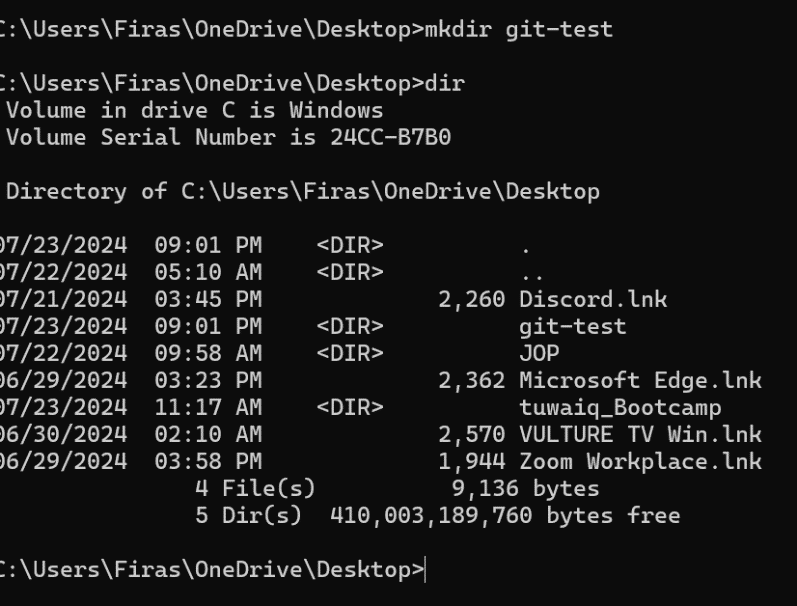 C:\Users\Firas\OneDrive\Desktop>mkdir git-test
C:\Users\Firas\OneDrive\Desktop>dir
Volume in drive C is Windows
Volume Serial Number is 24CC-B7B0
Directory of C:\Users\Firas\OneDrive\Desktop
07/23/2024  09:01 PM    <DIR>          .
07/22/2024  05:10 AM    <DIR>          ..
07/21/2024  03:45 PM             2,260 Discord.lnk
07/23/2024  09:01 PM    <DIR>          git-test
07/22/2024  09:58 AM    <DIR>          JOP
06/29/2024  03:23 PM             2,362 Microsoft Edge.lnk
07/23/2024  11:17 AM    <DIR>          tuwaiq_Bootcamp
06/30/2024  02:10 AM             2,570 VULTURE TV Win.lnk
06/29/2024  03:58 PM             1,944 Zoom Workplace.lnk
4 File(s)          9,136 bytes
5 Dir(s)  410,003,189,760 bytes free
C:\Users\Firas\OneDrive\Desktop>